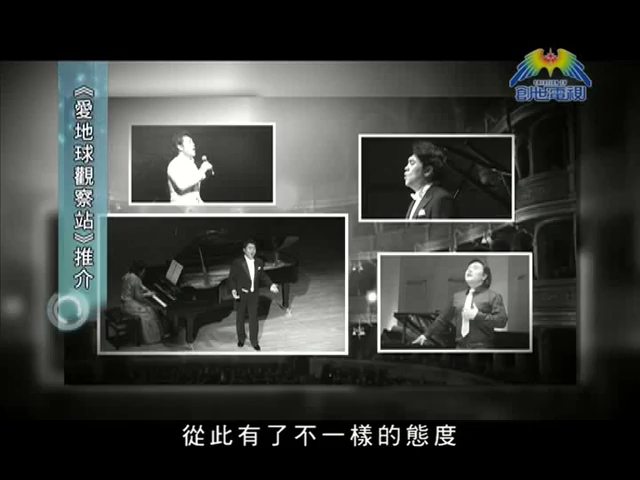 創世電視
《愛地球觀察站》推介
從此有了不一樣的態度